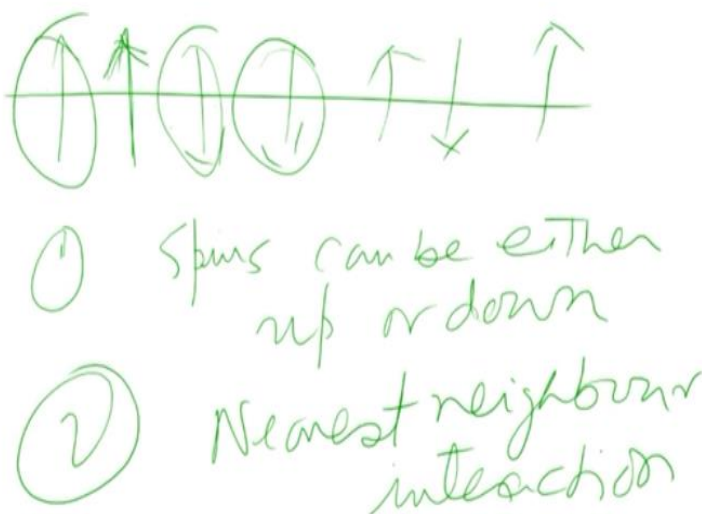 ① Spins can be either
up or down
② Nearest neighbour
interaction